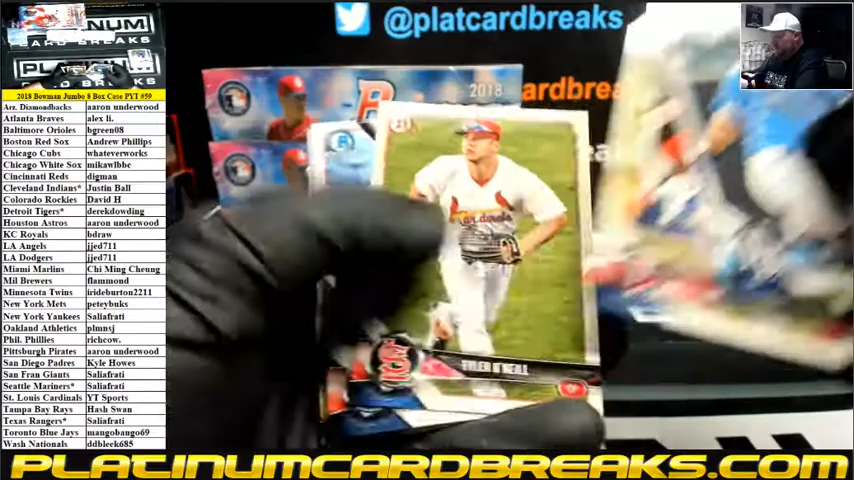 @platcardbreaks
2018 Bowman Jumbo 8 Box Case PYT #59
Arz. Diamondbacks aaron underwood
Atlanta Braves alex li.
Baltimore Orioles bgreen08
Boston Red Sox Andrew Phillips
Chicago Cubs whateverworks
Chicago White Sox mikawlbbc
Cincinnati Reds digman
Cleveland Indians* Justin Ball
Colorado Rockies David H
Detroit Tigers* derekdowding
Houston Astros aaron underwood
KC Royals bdraw
LA Angels jjed711
LA Dodgers jjed711
Miami Marlins Chi Ming Cheung
Mil Brewers flammond
Minnesota Twins irideburton2211
New York Mets peteybuks
New York Yankees Saliafrati
Oakland Athletics plmnsj
Phil. Phillies richcow.
Pittsburgh Pirates aaron underwood
San Diego Padres Kyle Howes
San Fran Giants Saliafrati
Seattle Mariners* Saliafrati
St. Louis Cardinals YT Sports
Tampa Bay Rays Hash Swan
Texas Rangers* Saliafrati
Toronto Blue Jays mangobango69
Wash Nationals ddbleek685
2018
cardbreaks
Cardinals
TYLER O'NEILL
CARD BREAKS
PLATINUMCARDBREAKS.COM